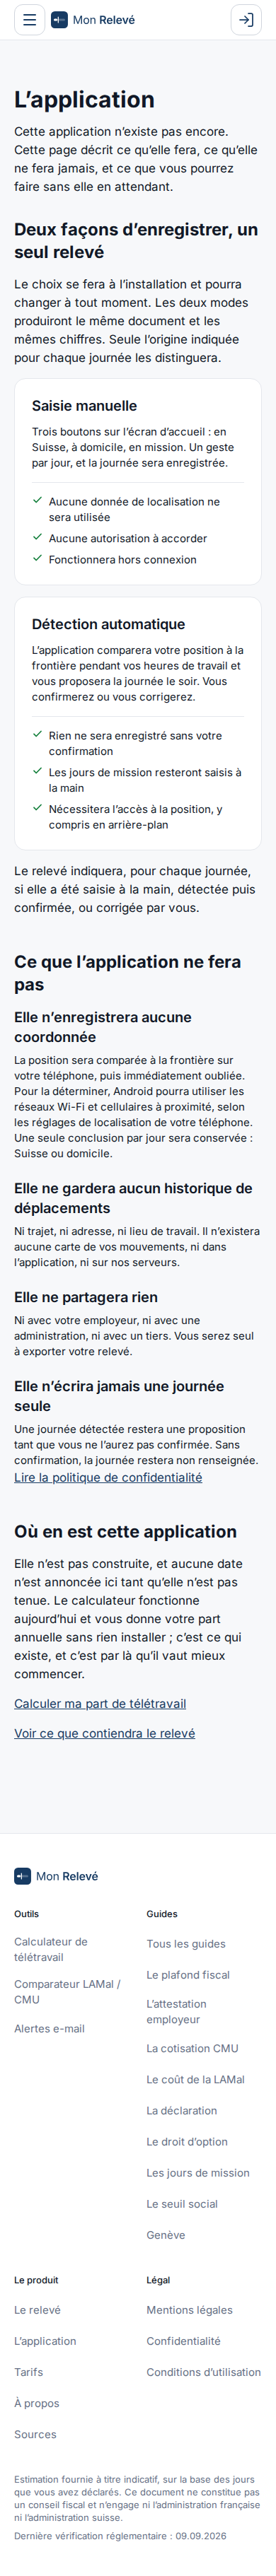 Mon Relevé
L’application
Cette application n’existe pas encore.
Cette page décrit ce qu’elle fera, ce qu’elle
ne fera jamais, et ce que vous pourrez
faire sans elle en attendant.
Deux façons d’enregistrer, un
seul relevé
Le choix se fera à l’installation et pourra
changer à tout moment. Les deux modes
produiront le même document et les
mêmes chiffres. Seule l’origine indiquée
pour chaque journée les distinguera.
Saisie manuelle
Trois boutons sur l’écran d’accueil : en
Suisse, à domicile, en mission. Un geste
par jour, et la journée sera enregistrée.
Aucune donnée de localisation ne
sera utilisée
Aucune autorisation à accorder
Fonctionnera hors connexion
Détection automatique
L’application comparera votre position à la
frontière pendant vos heures de travail et
vous proposera la journée le soir. Vous
confirmerez ou vous corrigerez.
Rien ne sera enregistré sans votre
confirmation
Les jours de mission resteront saisis à
la main
Nécessitera l’accès à la position, y
compris en arrière-plan
Le relevé indiquera, pour chaque journée,
si elle a été saisie à la main, détectée puis
confirmée, ou corrigée par vous.
Ce que l’application ne fera
pas
Elle n’enregistrera aucune
coordonnée
La position sera comparée à la frontière sur
votre téléphone, puis immédiatement oubliée.
Pour la déterminer, Android pourra utiliser les
réseaux Wi-Fi et cellulaires à proximité, selon
les réglages de localisation de votre téléphone.
Une seule conclusion par jour sera conservée :
Suisse ou domicile.
Elle ne gardera aucun historique de
déplacements
Ni trajet, ni adresse, ni lieu de travail. Il n’existera
aucune carte de vos mouvements, ni dans
l’application, ni sur nos serveurs.
Elle ne partagera rien
Ni avec votre employeur, ni avec une
administration, ni avec un tiers. Vous serez seul
à exporter votre relevé.
Elle n’écrira jamais une journée
seule
Une journée détectée restera une proposition
tant que vous ne l’aurez pas confirmée. Sans
confirmation, la journée restera non renseignée.
Lire la politique de confidentialité
Où en est cette application
Elle n’est pas construite, et aucune date
n’est annoncée ici tant qu’elle n’est pas
tenue. Le calculateur fonctionne
aujourd’hui et vous donne votre part
annuelle sans rien installer ; c’est ce qui
existe, et c’est par là qu’il vaut mieux
commencer.
Calculer ma part de télétravail
Voir ce que contiendra le relevé
Mon Relevé
Outils
Calculateur de
télétravail
Comparateur LAMal /
CMU
Alertes e-mail
Guides
Tous les guides
Le plafond fiscal
L’attestation
employeur
La cotisation CMU
Le coût de la LAMal
La déclaration
Le droit d’option
Les jours de mission
Le seuil social
Genève
Le produit
Le relevé
L’application
Tarifs
À propos
Sources
Légal
Mentions légales
Confidentialité
Conditions d’utilisation
Estimation fournie à titre indicatif, sur la base des jours
que vous avez déclarés. Ce document ne constitue pas
un conseil fiscal et n’engage ni l’administration française
ni l’administration suisse.
Dernière vérification réglementaire : 09.09.2026